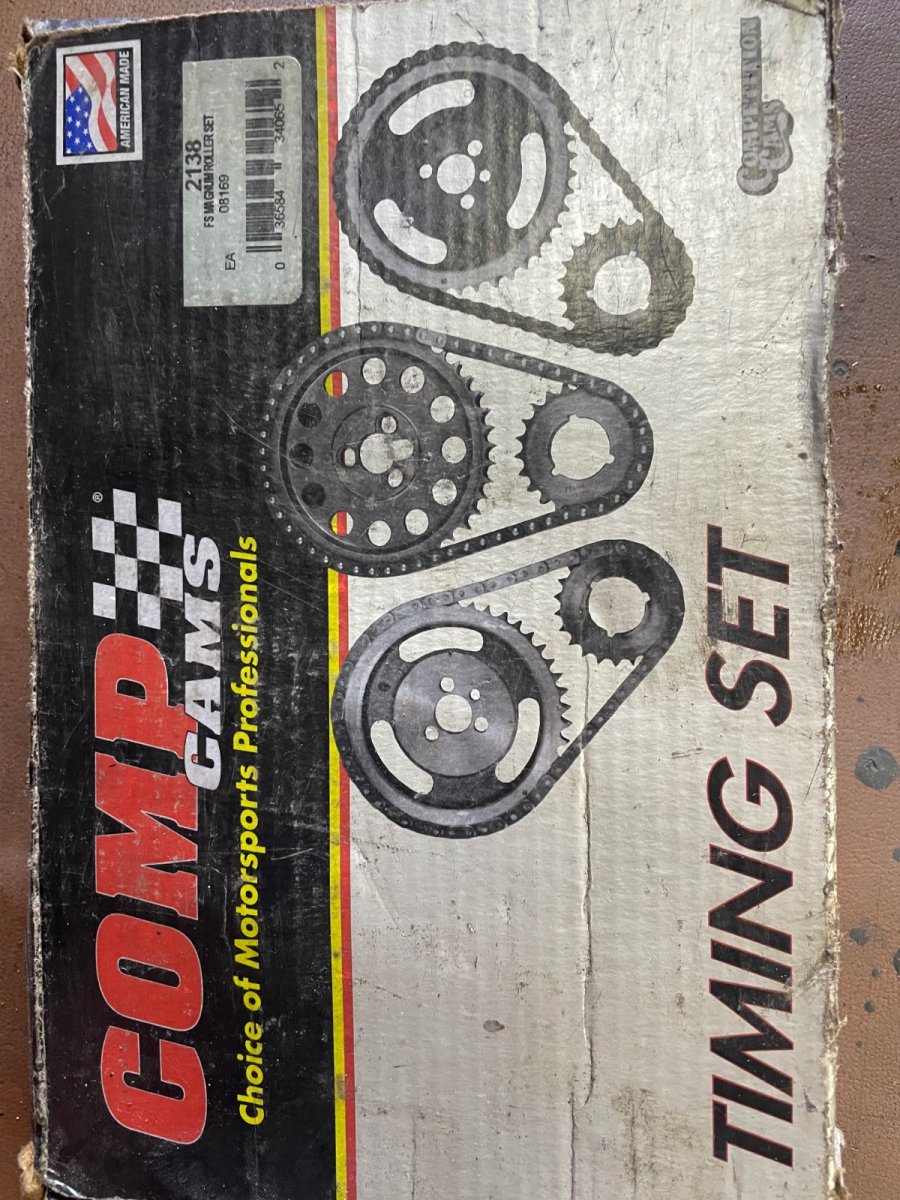 COMP
CAMS®
Choice of Motorsports Professionals
AMERICAN MADE
2138
FS MAGNUM ROLLER SET
08169
EA
0 36584 34065 2
COMPETITION
CAMS
TIMING SET